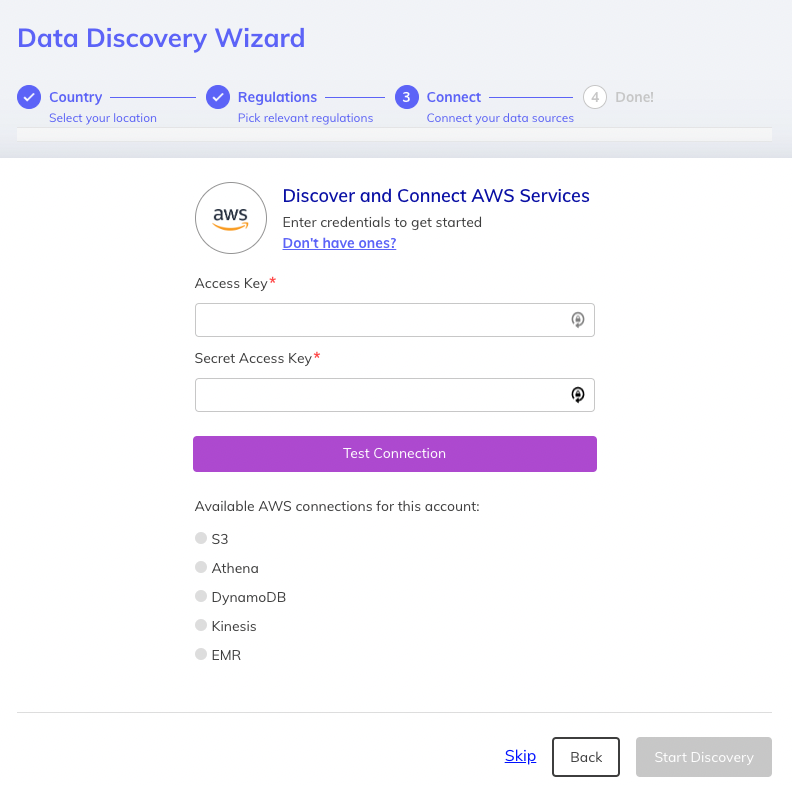 Data Discovery Wizard
Country
Regulations
3 Connect
4 Done!
Select your location
Pick relevant regulations
Connect your data sources
aws
Discover and Connect AWS Services
Enter credentials to get started
Don't have ones?
Access Key*
Secret Access Key*
Test Connection
Available AWS connections for this account:
S3
Athena
DynamoDB
Kinesis
EMR
Skip
Back
Start Discovery